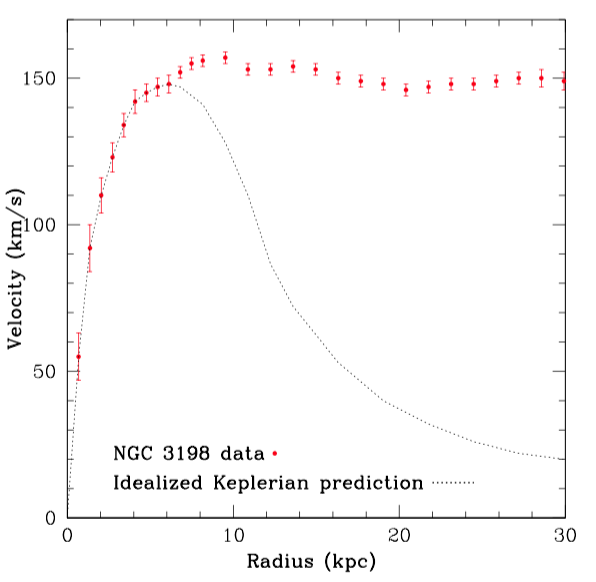 150
100
50
0
Velocity (km/s)
NGC 3198 data
Idealized Keplerian prediction
0 10 20 30
Radius (kpc)